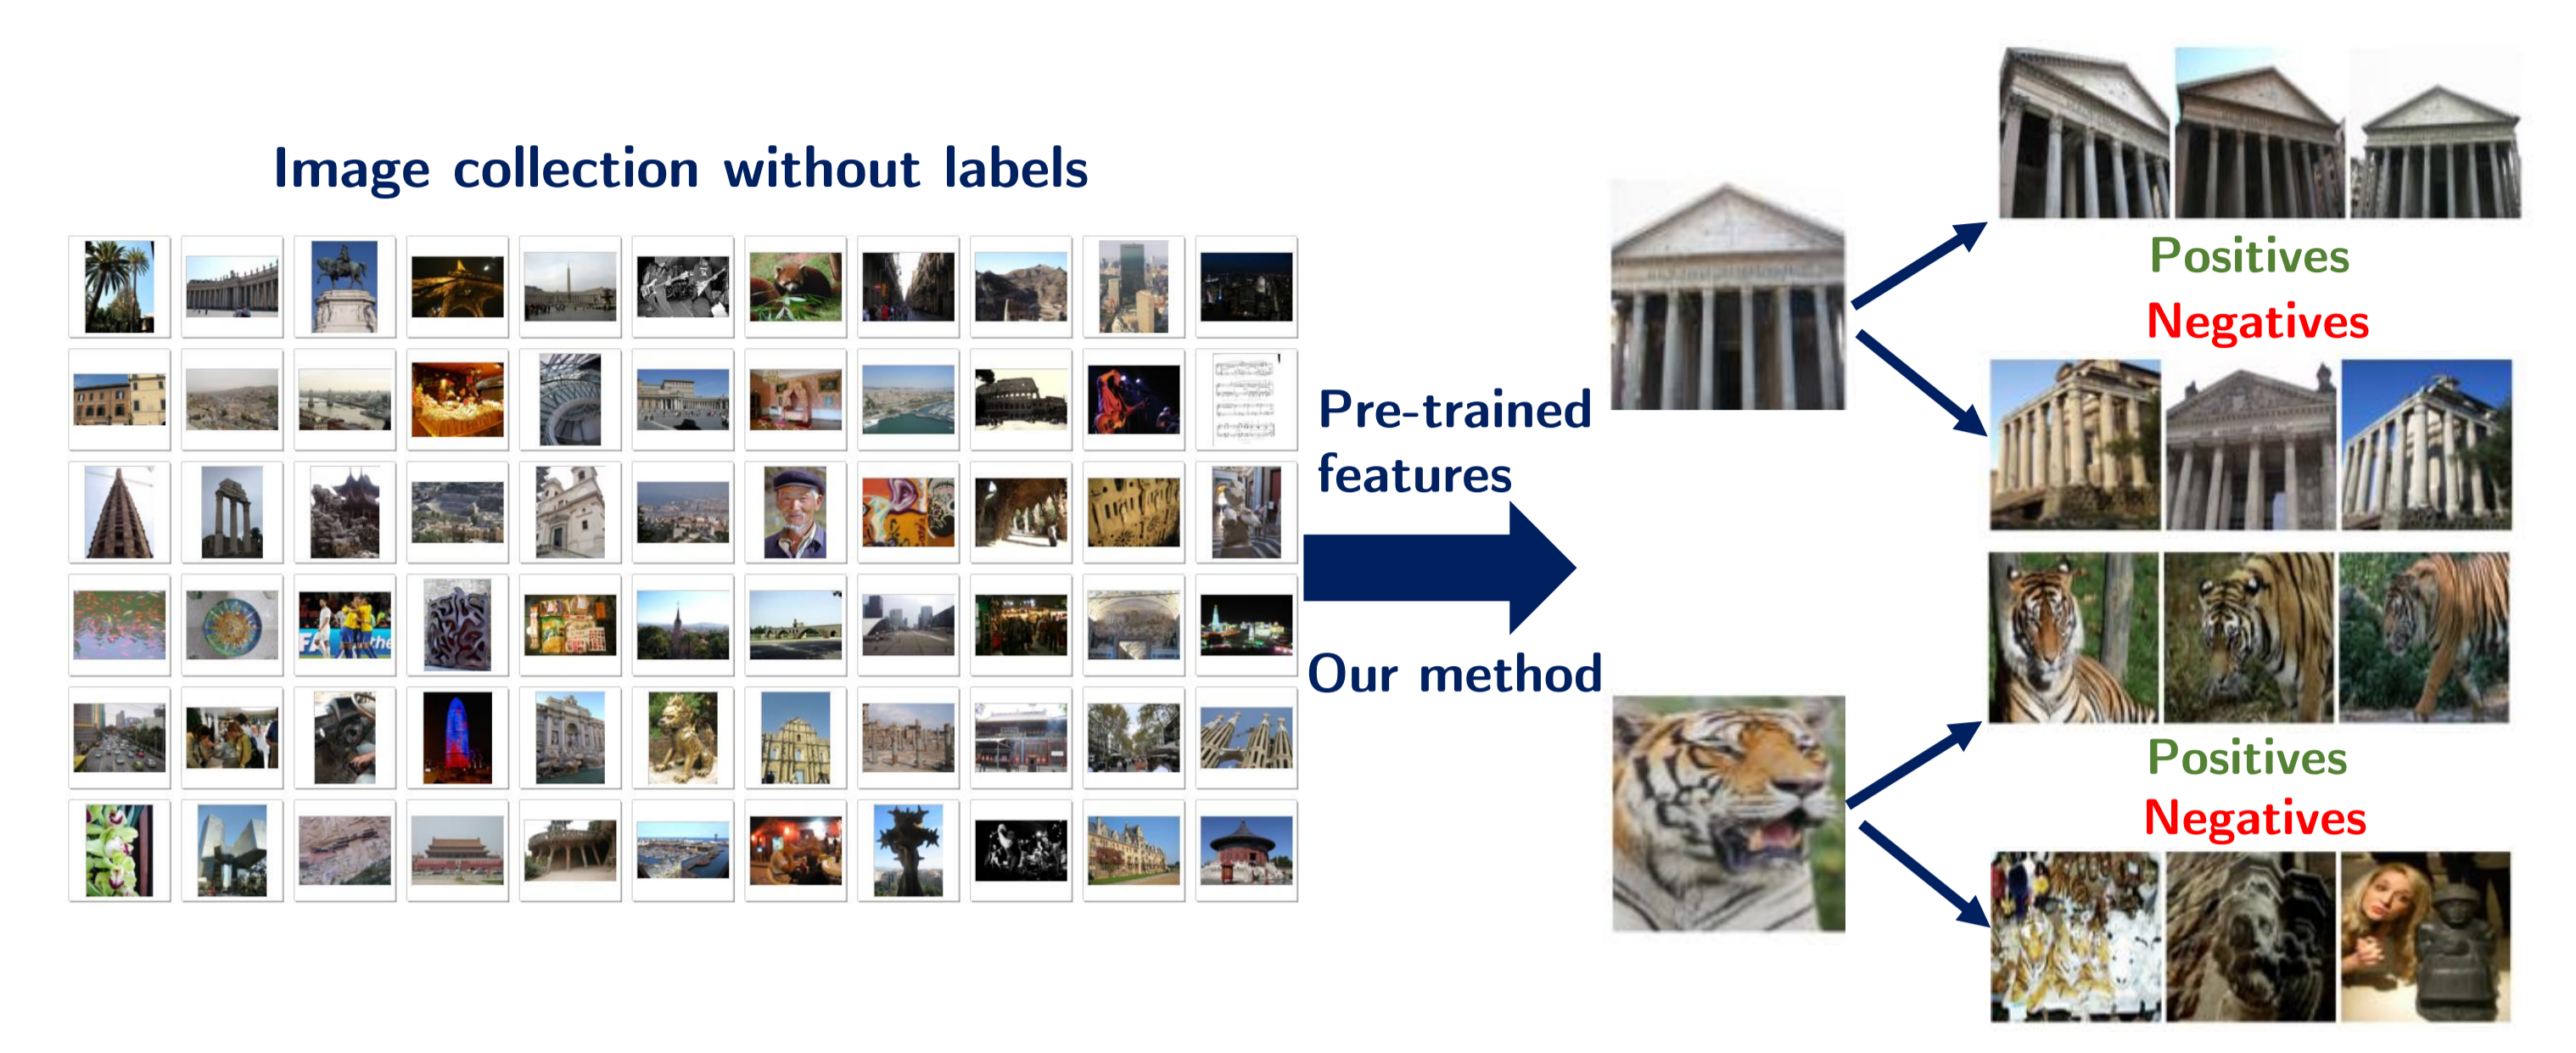 Image collection without labels
Pre-trained
features
Our method
Positives
Negatives
Positives
Negatives